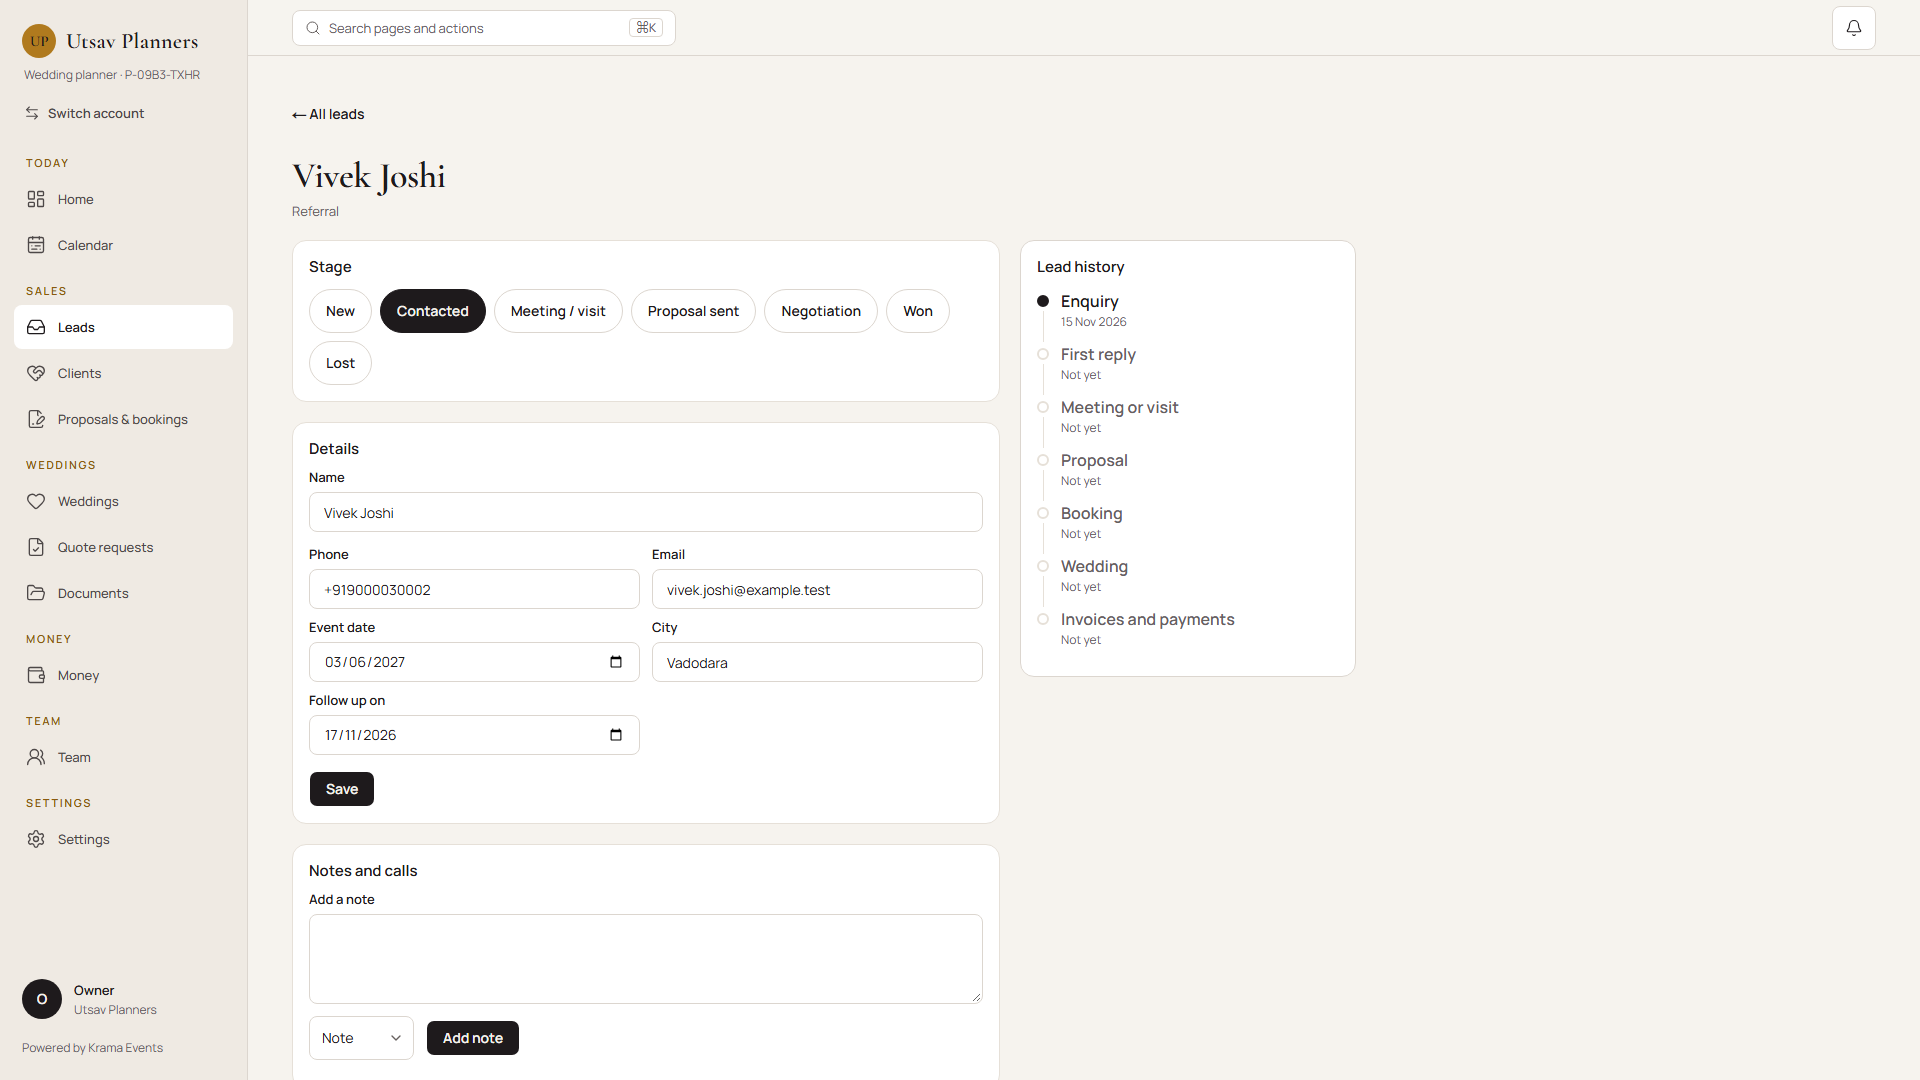 UP Utsav Planners
Wedding planner · P-09B3-TXHR
Switch account
TODAY
Home
Calendar
SALES
Leads
Clients
Proposals & bookings
WEDDINGS
Weddings
Quote requests
Documents
MONEY
Money
TEAM
Team
SETTINGS
Settings
O
Owner
Utsav Planners
Powered by Krama Events
Search pages and actions ⌘K
← All leads
Vivek Joshi
Referral
Stage
New Contacted Meeting / visit Proposal sent Negotiation Won
Lost
Details
Name
Vivek Joshi
Phone Email
+919000030002 vivek.joshi@example.test
Event date City
03/06/2027 Vadodara
Follow up on
17/11/2026
Save
Notes and calls
Add a note
Note Add note
Lead history
Enquiry
15 Nov 2026
First reply
Not yet
Meeting or visit
Not yet
Proposal
Not yet
Booking
Not yet
Wedding
Not yet
Invoices and payments
Not yet